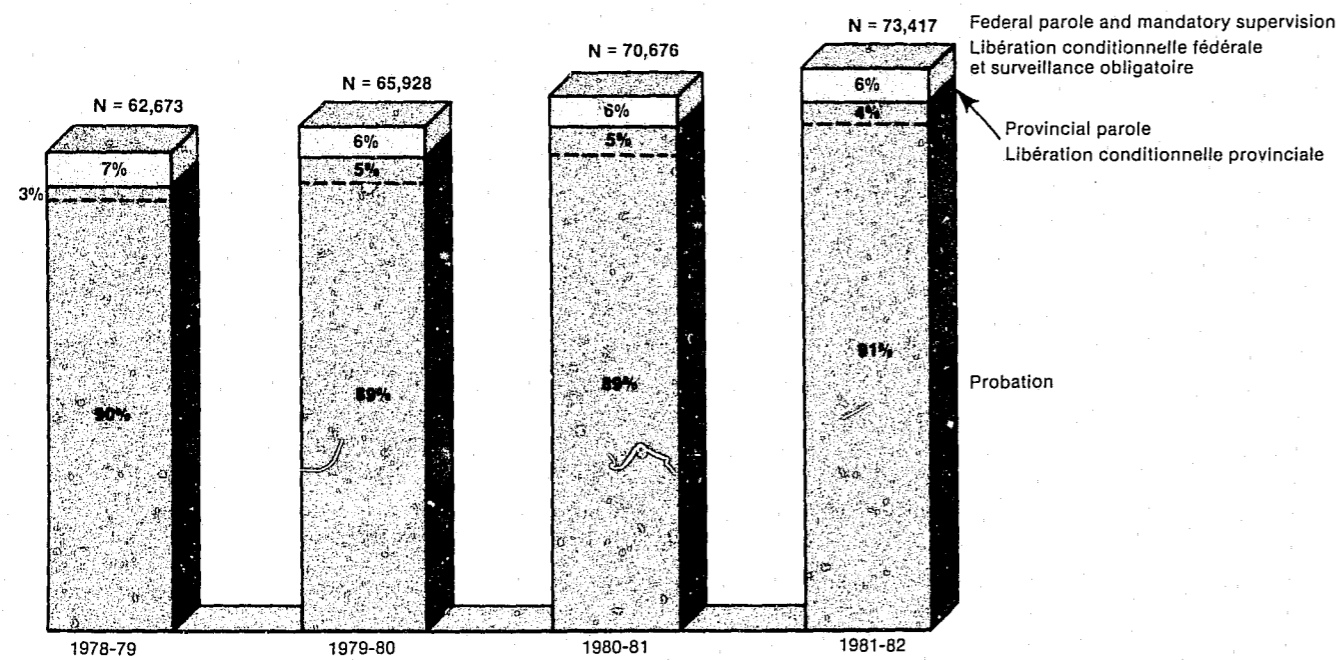 N = 73,417
Federal parole and mandatory supervision
Libération conditionnelle fédérale
et surveillance obligatoire
N = 70,676
N = 65,928
N = 62,673
6%
4%
6%
5%
6%
5%
7%
3%
Provincial parole
Libération conditionnelle provinciale
91%
89%
89%
90%
Probation
1978-79
1979-80
1980-81
1981-82